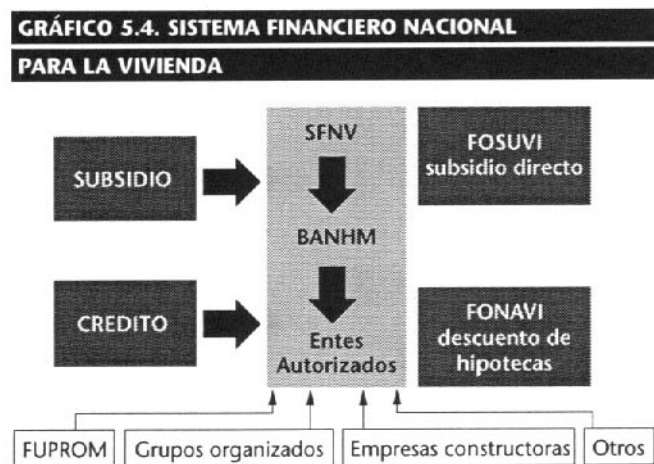 GRÁFICO 5.4. SISTEMA FINANCIERO NACIONAL
PARA LA VIVIENDA
SUBSIDIO
SFNV
FOSUVI
subsidio directo
BANHM
CREDITO
Entes
Autorizados
FONAVI
descuento de
hipotecas
FUPROM
Grupos organizados
Empresas constructoras
Otros